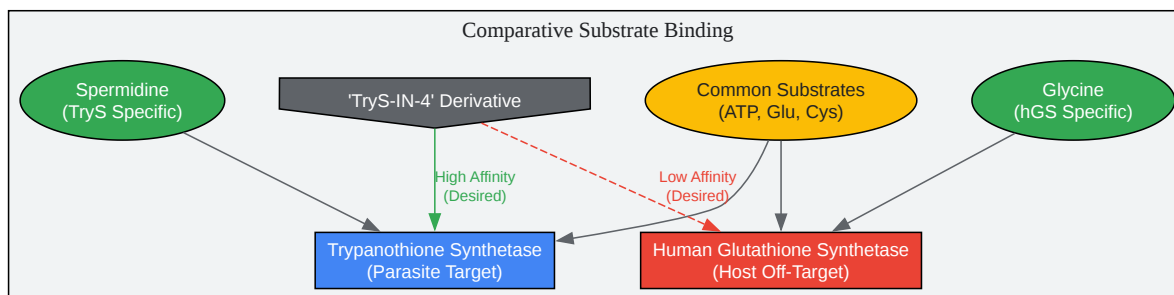 Comparative Substrate Binding
Spermidine
(TryS Specific)
'TryS-IN-4' Derivative
Common Substrates
(ATP, Glu, Cys)
Glycine
(hGS Specific)
High Affinity
(Desired)
Low Affinity
(Desired)
Trypanothione Synthetase
(Parasite Target)
Human Glutathione Synthetase
(Host Off-Target)